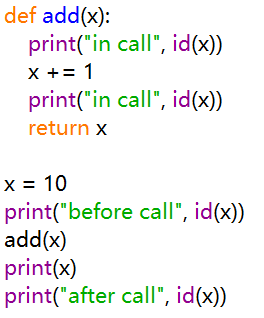 def add(x):
    print("in call", id(x))
    x += 1
    print("in call", id(x))
    return x

x = 10
print("before call", id(x))
add(x)
print(x)
print("after call", id(x))